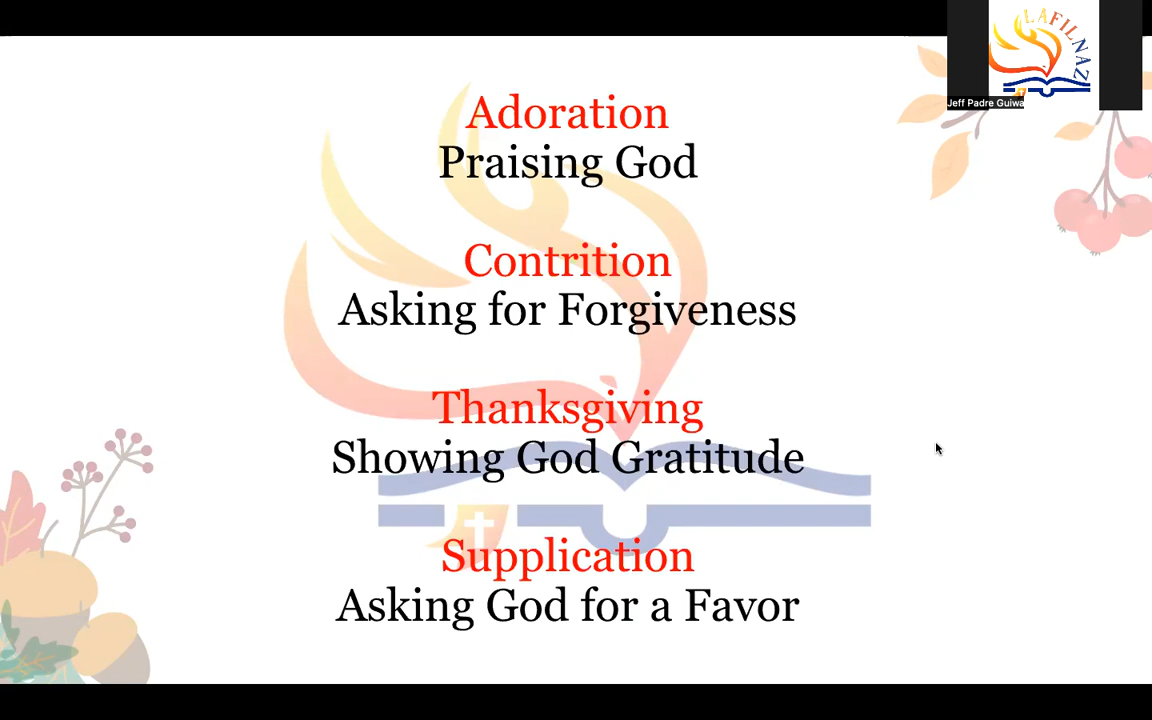 LAFILNAZ
Jeff Padre Guiwa
Adoration
Praising God
Contrition
Asking for Forgiveness
Thanksgiving
Showing God Gratitude
Supplication
Asking God for a Favor